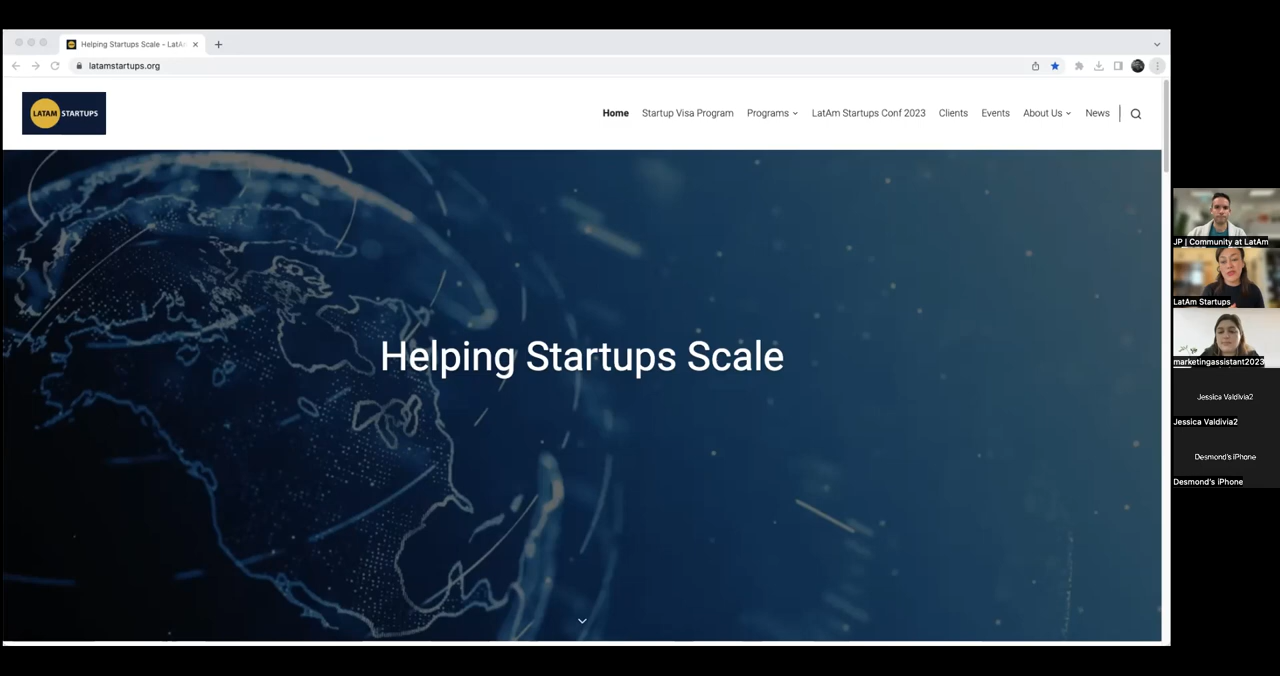 Helping Startups Scale - LatA
latamstartups.org
LATAM STARTUPS
Home Startup Visa Program Programs LatAm Startups Conf 2023 Clients Events About Us News
Helping Startups Scale
JP | Community at LatAm
LatAm Startups
marketingassistant2023
Jessica Valdivia2
Jessica Valdivia2
Desmond's iPhone
Desmond's iPhone